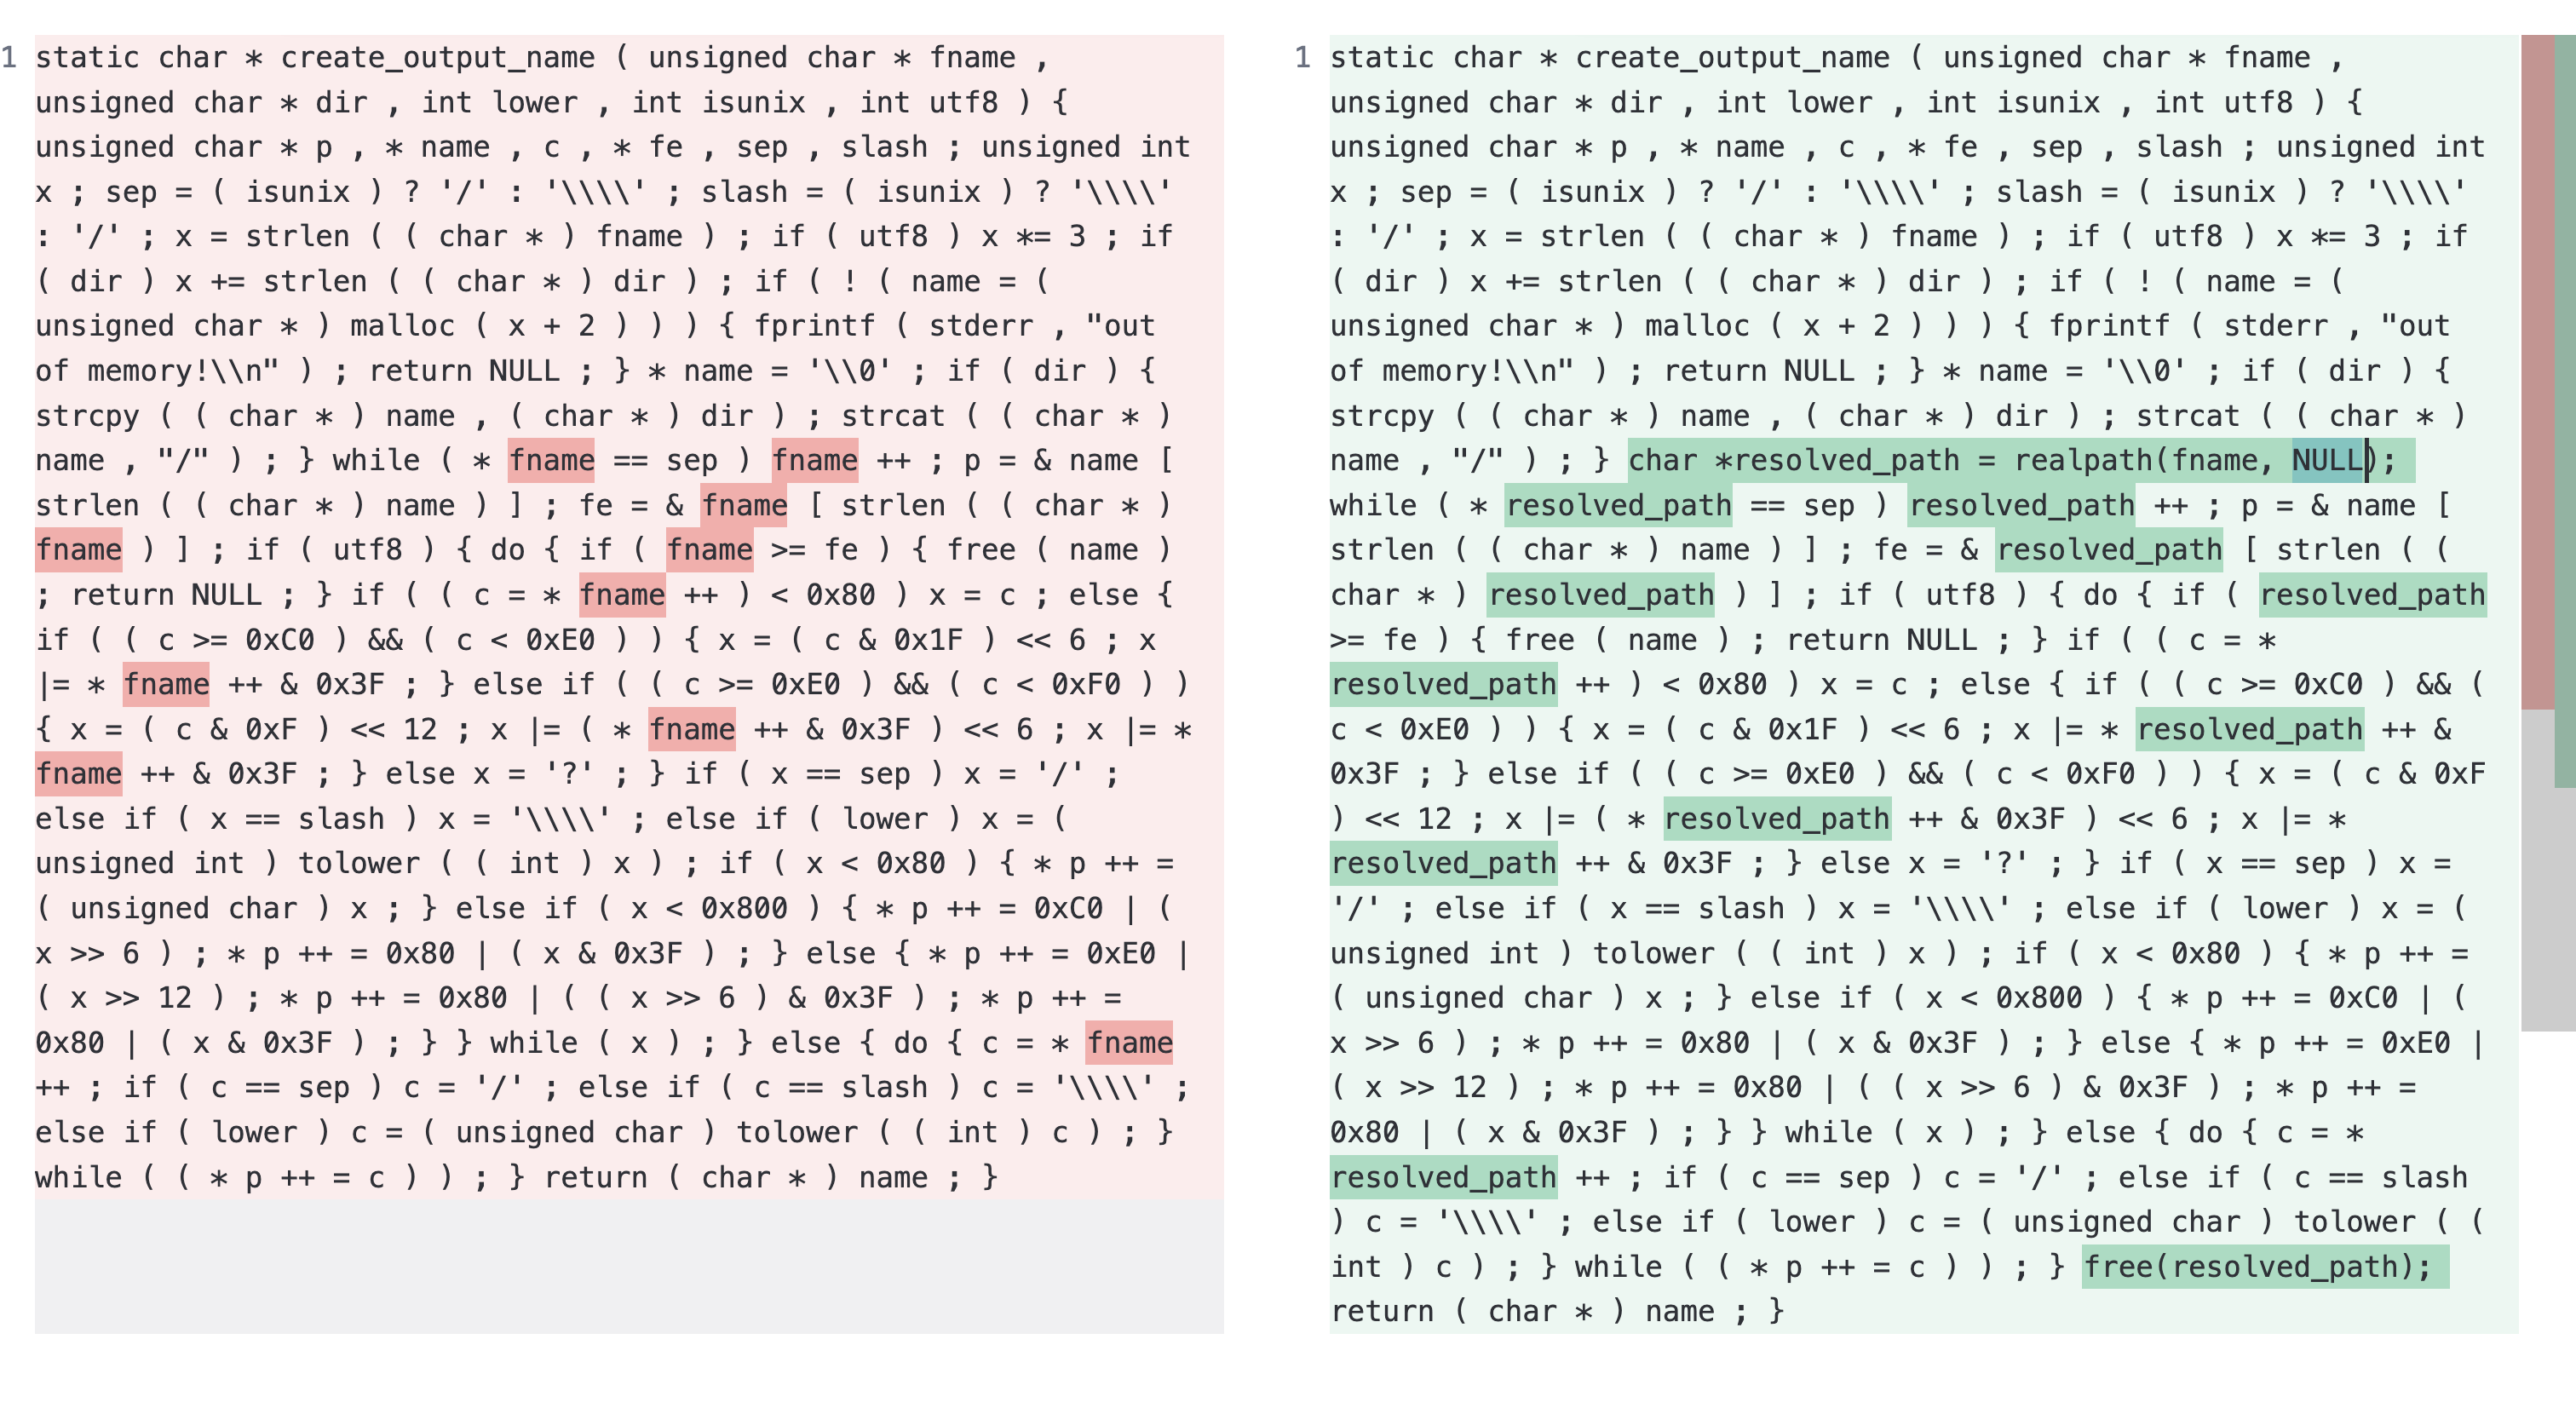 1 static char * create_output_name ( unsigned char * fname ,
unsigned char * dir , int lower , int isunix , int utf8 ) {
unsigned char * p , * name , c , * fe , sep , slash ; unsigned int
x ; sep = ( isunix ) ? '/' : '\\\\' ; slash = ( isunix ) ? '\\\\'
: '/' ; x = strlen ( ( char * ) fname ) ; if ( utf8 ) x *= 3 ; if
( dir ) x += strlen ( ( char * ) dir ) ; if ( ! ( name = (
unsigned char * ) malloc ( x + 2 ) ) ) { fprintf ( stderr , "out
of memory!\\n" ) ; return NULL ; } * name = '\\0' ; if ( dir ) {
strcpy ( ( char * ) name , ( char * ) dir ) ; strcat ( ( char * )
name , "/" ) ; } while ( * fname == sep ) fname ++ ; p = & name [
strlen ( ( char * ) name ) ] ; fe = & fname [ strlen ( ( char * )
fname ) ] ; if ( utf8 ) { do { if ( fname >= fe ) { free ( name )
; return NULL ; } if ( ( c = * fname ++ ) < 0x80 ) x = c ; else {
if ( ( c >= 0xC0 ) && ( c < 0xE0 ) ) { x = ( c & 0x1F ) << 6 ; x
|= * fname ++ & 0x3F ; } else if ( ( c >= 0xE0 ) && ( c < 0xF0 ) )
{ x = ( c & 0xF ) << 12 ; x |= ( * fname ++ & 0x3F ) << 6 ; x |= *
fname ++ & 0x3F ; } else x = '?' ; } if ( x == sep ) x = '/' ;
else if ( x == slash ) x = '\\\\' ; else if ( lower ) x = (
unsigned int ) tolower ( ( int ) x ) ; if ( x < 0x80 ) { * p ++ =
( unsigned char ) x ; } else if ( x < 0x800 ) { * p ++ = 0xC0 | (
x >> 6 ) ; * p ++ = 0x80 | ( x & 0x3F ) ; } else { * p ++ = 0xE0 |
( x >> 12 ) ; * p ++ = 0x80 | ( ( x >> 6 ) & 0x3F ) ; * p ++ =
0x80 | ( x & 0x3F ) ; } } while ( x ) ; } else { do { c = * fname
++ ; if ( c == sep ) c = '/' ; else if ( c == slash ) c = '\\\\' ;
else if ( lower ) c = ( unsigned char ) tolower ( ( int ) c ) ; }
while ( ( * p ++ = c ) ) ; } return ( char * ) name ; }
1 static char * create_output_name ( unsigned char * fname ,
unsigned char * dir , int lower , int isunix , int utf8 ) {
unsigned char * p , * name , c , * fe , sep , slash ; unsigned int
x ; sep = ( isunix ) ? '/' : '\\\\' ; slash = ( isunix ) ? '\\\\'
: '/' ; x = strlen ( ( char * ) fname ) ; if ( utf8 ) x *= 3 ; if
( dir ) x += strlen ( ( char * ) dir ) ; if ( ! ( name = (
unsigned char * ) malloc ( x + 2 ) ) ) { fprintf ( stderr , "out
of memory!\\n" ) ; return NULL ; } * name = '\\0' ; if ( dir ) {
strcpy ( ( char * ) name , ( char * ) dir ) ; strcat ( ( char * )
name , "/" ) ; } char *resolved_path = realpath(fname, NULL);
while ( * resolved_path == sep ) resolved_path ++ ; p = & name [
strlen ( ( char * ) name ) ] ; fe = & resolved_path [ strlen ( (
char * ) resolved_path ) ] ; if ( utf8 ) { do { if ( resolved_path
>= fe ) { free ( name ) ; return NULL ; } if ( ( c = *
resolved_path ++ ) < 0x80 ) x = c ; else { if ( ( c >= 0xC0 ) && (
c < 0xE0 ) ) { x = ( c & 0x1F ) << 6 ; x |= * resolved_path ++ &
0x3F ; } else if ( ( c >= 0xE0 ) && ( c < 0xF0 ) ) { x = ( c & 0xF
) << 12 ; x |= ( * resolved_path ++ & 0x3F ) << 6 ; x |= *
resolved_path ++ & 0x3F ; } else x = '?' ; } if ( x == sep ) x =
'/' ; else if ( x == slash ) x = '\\\\' ; else if ( lower ) x = (
unsigned int ) tolower ( ( int ) x ) ; if ( x < 0x80 ) { * p ++ =
( unsigned char ) x ; } else if ( x < 0x800 ) { * p ++ = 0xC0 | (
x >> 6 ) ; * p ++ = 0x80 | ( x & 0x3F ) ; } else { * p ++ = 0xE0 |
( x >> 12 ) ; * p ++ = 0x80 | ( ( x >> 6 ) & 0x3F ) ; * p ++ =
0x80 | ( x & 0x3F ) ; } } while ( x ) ; } else { do { c = *
resolved_path ++ ; if ( c == sep ) c = '/' ; else if ( c == slash
) c = '\\\\' ; else if ( lower ) c = ( unsigned char ) tolower ( (
int ) c ) ; } while ( ( * p ++ = c ) ) ; } free(resolved_path);
return ( char * ) name ; }